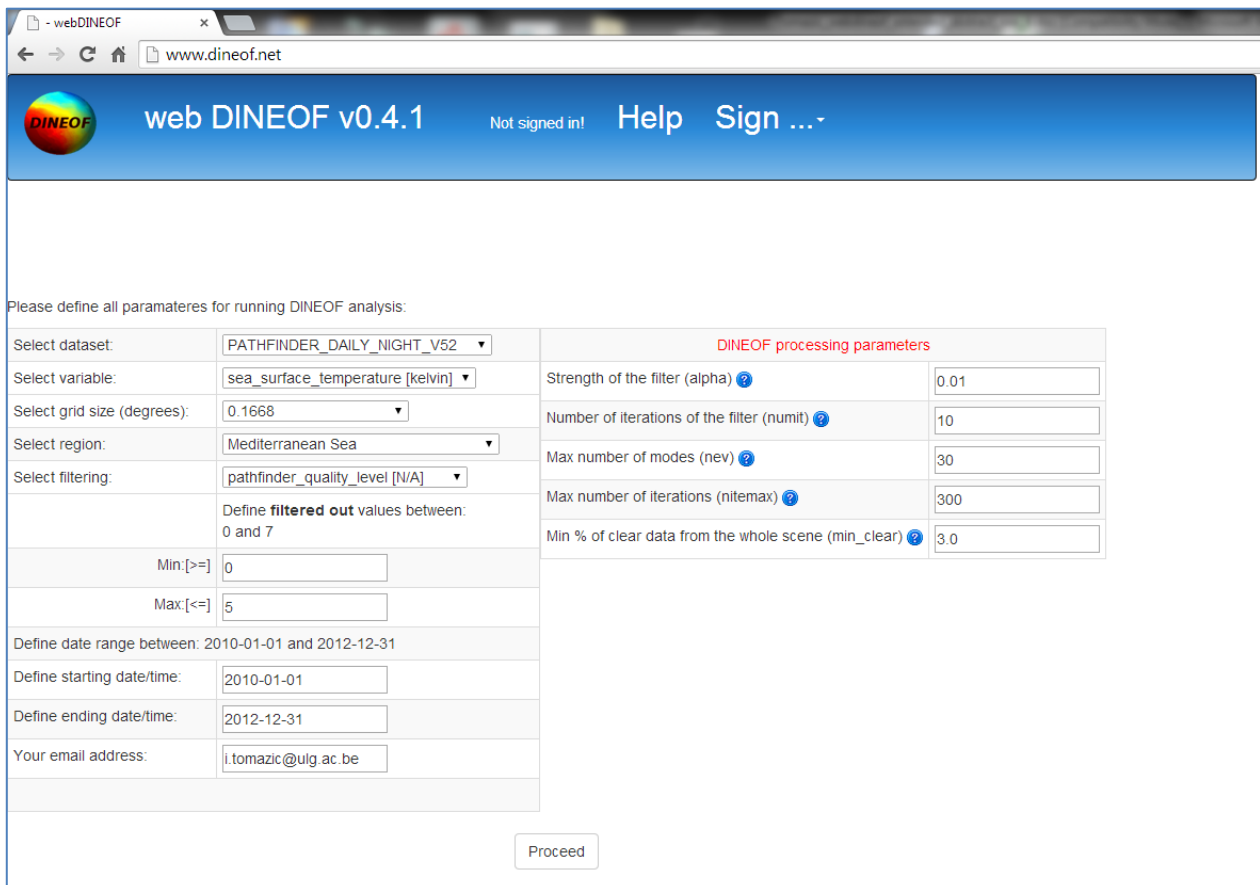 - webDINEOF ×
www.dineof.net
DINEOF web DINEOF v0.4.1 Not signed in! Help Sign ...
Please define all paramateres for running DINEOF analysis:
Select dataset: PATHFINDER_DAILY_NIGHT_V52
Select variable: sea_surface_temperature [kelvin]
Select grid size (degrees): 0.1668
Select region: Mediterranean Sea
Select filtering: pathfinder_quality_level [N/A]
Define filtered out values between:
0 and 7
Min:[>=] 0
Max:[<=] 5
Define date range between: 2010-01-01 and 2012-12-31
Define starting date/time: 2010-01-01
Define ending date/time: 2012-12-31
Your email address: i.tomazic@ulg.ac.be
DINEOF processing parameters
Strength of the filter (alpha) ? 0.01
Number of iterations of the filter (numit) ? 10
Max number of modes (nev) ? 30
Max number of iterations (nitemax) ? 300
Min % of clear data from the whole scene (min_clear) ? 3.0
Proceed